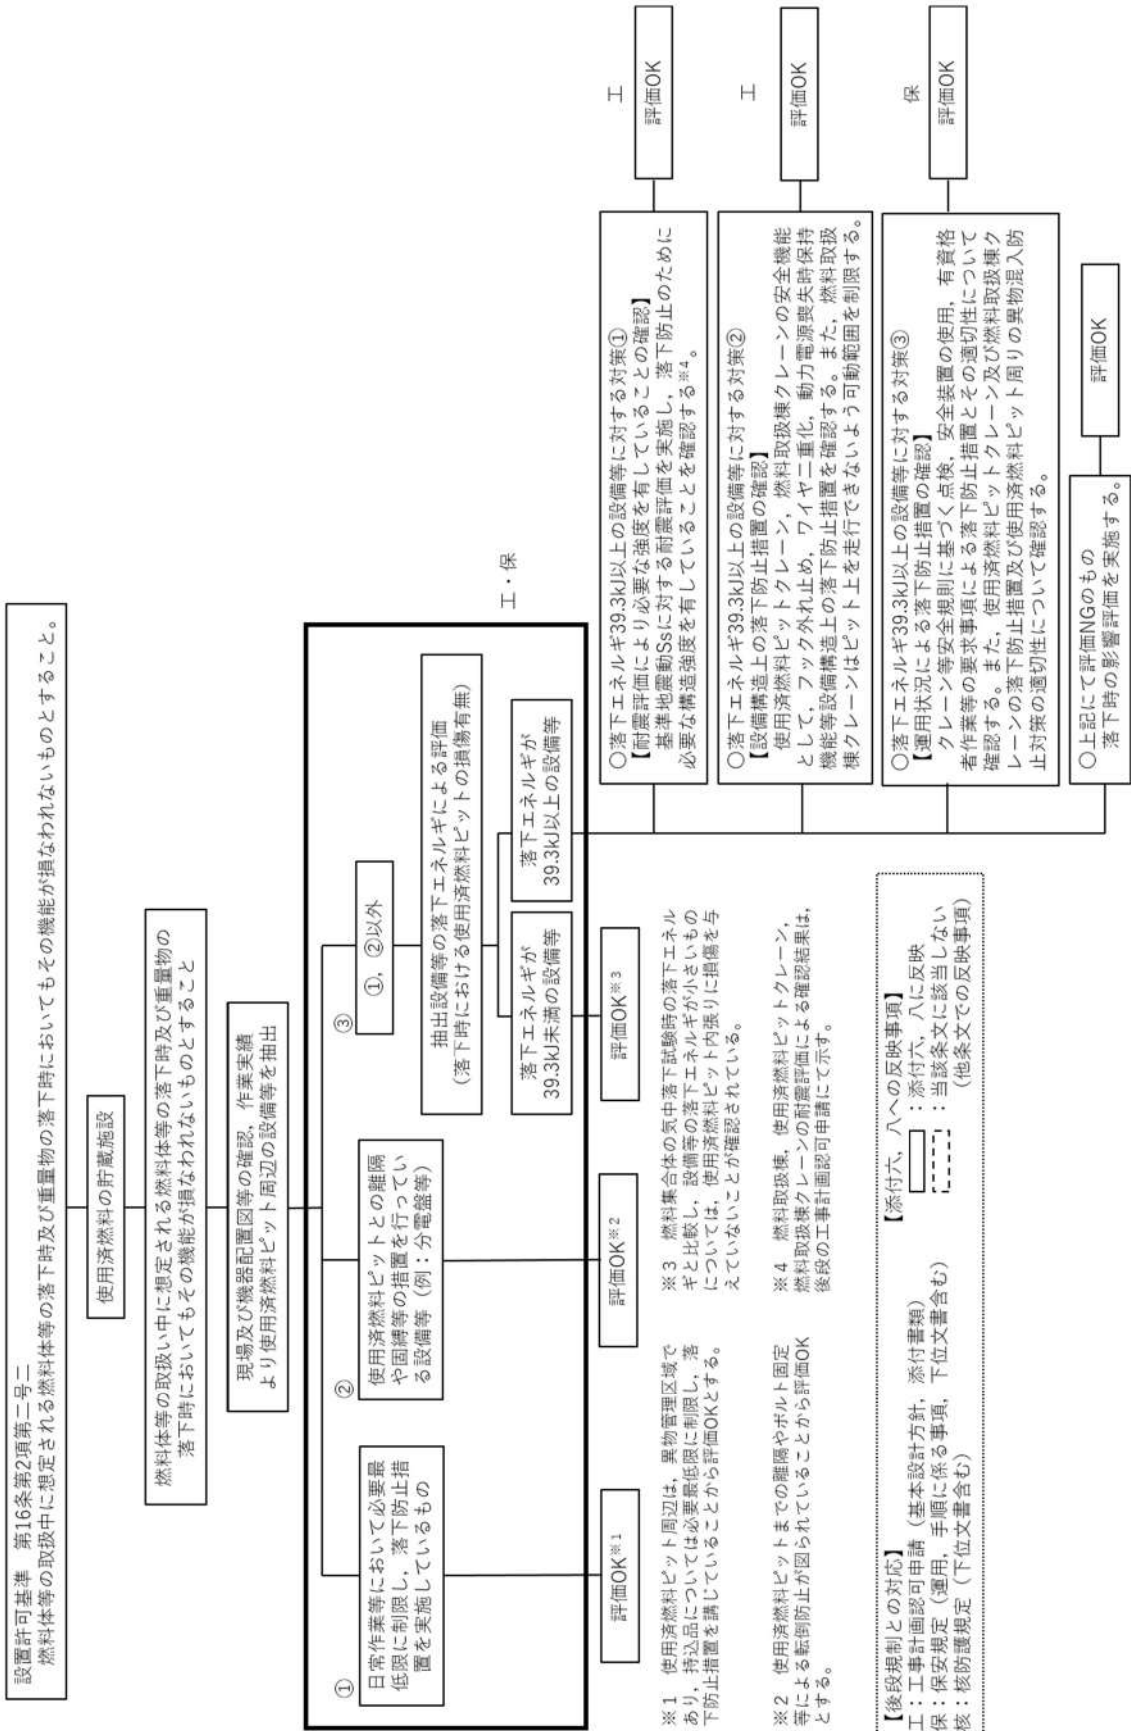 設置許可基準　第16条第2項第二号ニ
燃料体等の取扱中に想定される燃料体等の落下時及び重量物の落下時においてもその機能が損なわれないものとすること。
使用済燃料の貯蔵施設
燃料体等の取扱い中に想定される燃料体等の落下時及び重量物の
落下時においてもその機能が損なわれないものとすること
現場及び機器配置図等の確認，作業実績
より使用済燃料ピット周辺の設備等を抽出
工・保
①
日常作業等において必要最
低限に制限し，落下防止措
置を実施しているもの
②
使用済燃料ピットとの離隔
や固縛等の措置を行ってい
る設備等（例：分電盤等）
③
①，②以外
抽出設備等の落下エネルギによる評価
（落下時における使用済燃料ピットの損傷有無）
落下エネルギが
39.3kJ未満の設備等
落下エネルギが
39.3kJ以上の設備等
評価OK※1
評価OK※2
評価OK※3
○落下エネルギ39.3kJ以上の設備等に対する対策①
【耐震評価により必要な強度を有していることの確認】
基準地震動Ssに対する耐震評価を実施し，落下防止のために
必要な構造強度を有していることを確認する※4。
工
評価OK
○落下エネルギ39.3kJ以上の設備等に対する対策②
【設備構造上の落下防止措置の確認】
使用済燃料ピットクレーン，燃料取扱棟クレーンの安全機能
として，フック外れ止め，ワイヤ二重化，動力電源喪失時保持
機能等設備構造上の落下防止措置を確認する。また，燃料取扱
棟クレーンはピット上を走行できないよう可動範囲を制限する。
工
評価OK
○落下エネルギ39.3kJ以上の設備等に対する対策③
【運用状況による落下防止措置の確認】
クレーン等安全規則に基づく点検，安全装置の使用，有資格
者作業等の要求事項による落下防止措置とその適切性について
確認する。また，使用済燃料ピットクレーン及び燃料取扱棟ク
レーンの落下防止措置及び使用済燃料ピット周りの異物混入防
止対策の適切性について確認する。
保
評価OK
○上記にて評価NGのもの
落下時の影響評価を実施する。
評価OK
※1　使用済燃料ピット周辺は，異物管理区域で
あり，持込品については必要最低限に制限し，落
下防止措置を講じていることから評価OKとする。
※2　使用済燃料ピットまでの離隔やボルト固定
等による転倒防止が図られていることから評価OK
とする。
※3　燃料集合体の気中落下試験時の落下エネル
ギと比較し，設備等の落下エネルギが小さいもの
については，使用済燃料ピット内張りに損傷を与
えていないことが確認されている。
※4　燃料取扱棟，使用済燃料ピットクレーン，
燃料取扱棟クレーンの耐震評価による確認結果は，
後段の工事計画認可申請にて示す。
【後段規制との対応】
工：工事計画認可申請（基本設計方針，添付書類）
保：保安規定（運用，手順に係る事項，下位文書含む）
核：核防護規定（下位文書含む）
【添付六，八への反映事項】
：添付六，八に反映
：当該条文に該当しない
（他条文での反映事項）